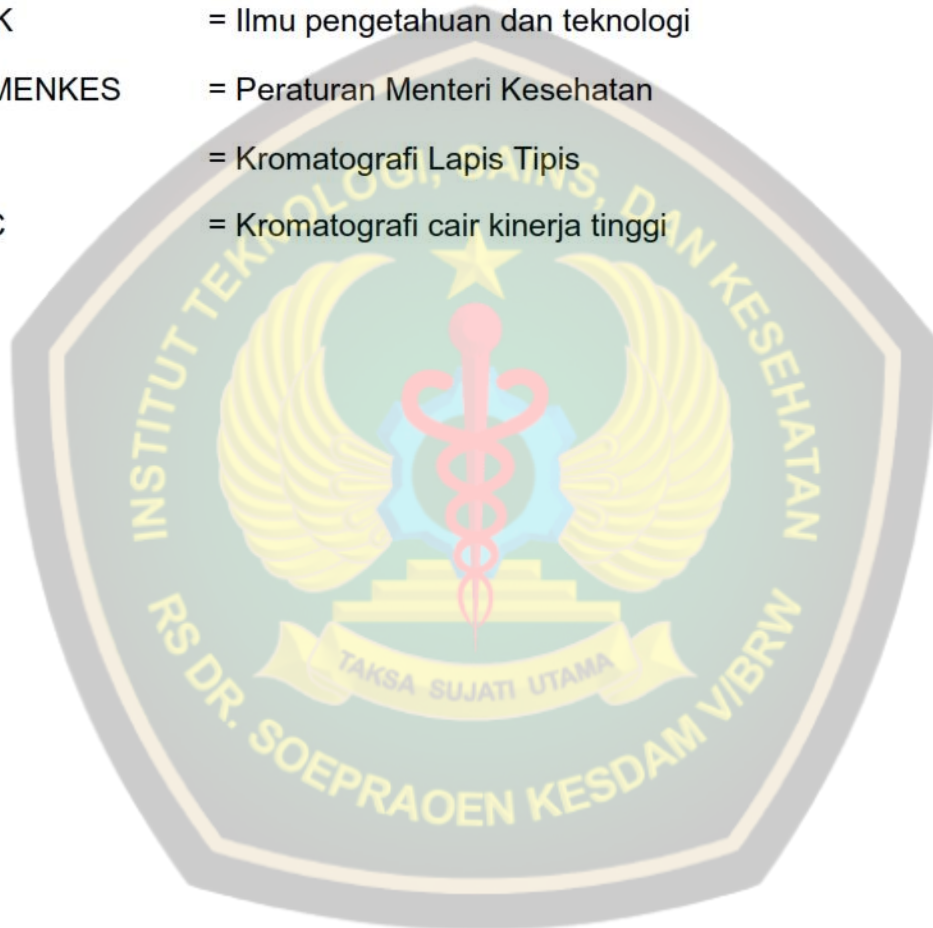 K = Ilmu pengetahuan dan teknologi
MENKES = Peraturan Menteri Kesehatan
= Kromatografi Lapis Tipis
C = Kromatografi cair kinerja tinggi
INSTITUT TEKNOLOGI, SAINS, DAN KESEHATAN
TAKSA SUJATI UTAMA
RS DR. SOEPRAOEN KESDAM V/BRW